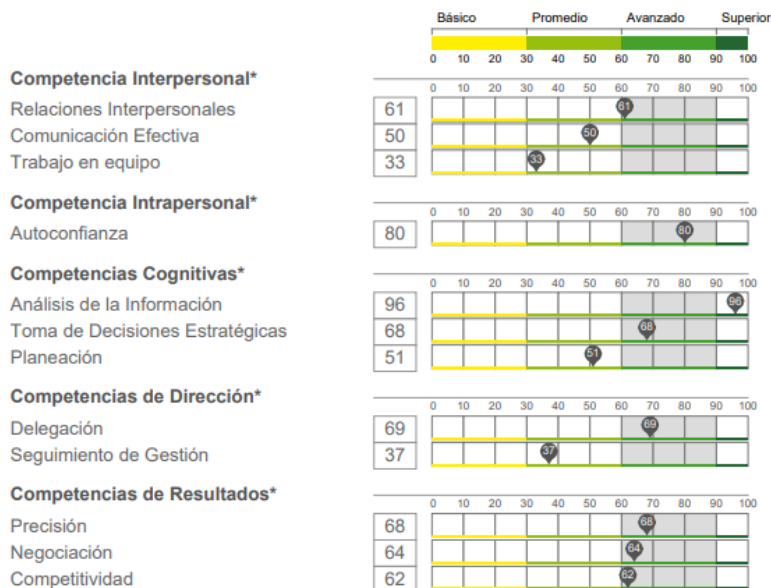 Básico Promedio Avanzado Superior
0 10 20 30 40 50 60 70 80 90 100
Competencia Interpersonal*
0 10 20 30 40 50 60 70 80 90 100
Relaciones Interpersonales 61 61
Comunicación Efectiva 50 50
Trabajo en equipo 33 33
Competencia Intrapersonal*
0 10 20 30 40 50 60 70 80 90 100
Autoconfianza 80 80
Competencias Cognitivas*
0 10 20 30 40 50 60 70 80 90 100
Análisis de la Información 96 96
Toma de Decisiones Estratégicas 68 68
Planeación 51 51
Competencias de Dirección*
0 10 20 30 40 50 60 70 80 90 100
Delegación 69 69
Seguimiento de Gestión 37 37
Competencias de Resultados*
0 10 20 30 40 50 60 70 80 90 100
Precisión 68 68
Negociación 64 64
Competitividad 62 62